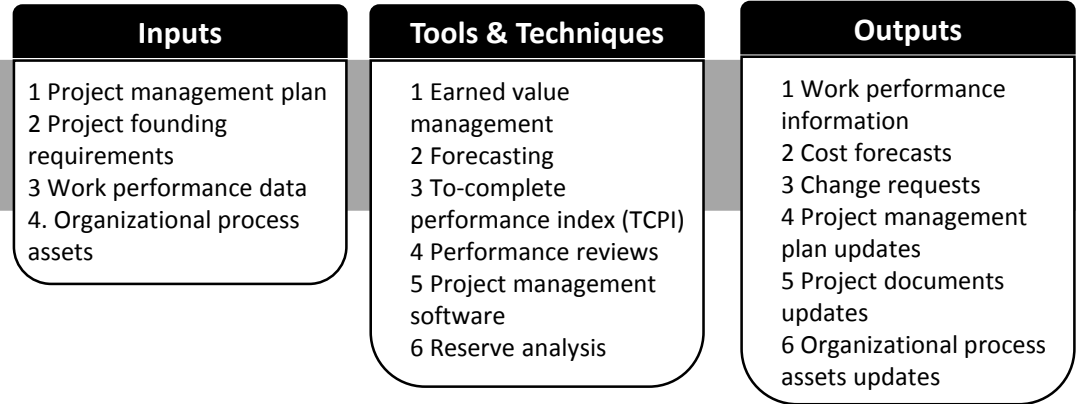 Inputs
1 Project management plan
2 Project founding
requirements
3 Work performance data
4. Organizational process
assets
Tools & Techniques
1 Earned value
management
2 Forecasting
3 To-complete
performance index (TCPI)
4 Performance reviews
5 Project management
software
6 Reserve analysis
Outputs
1 Work performance
information
2 Cost forecasts
3 Change requests
4 Project management
plan updates
5 Project documents
updates
6 Organizational process
assets updates